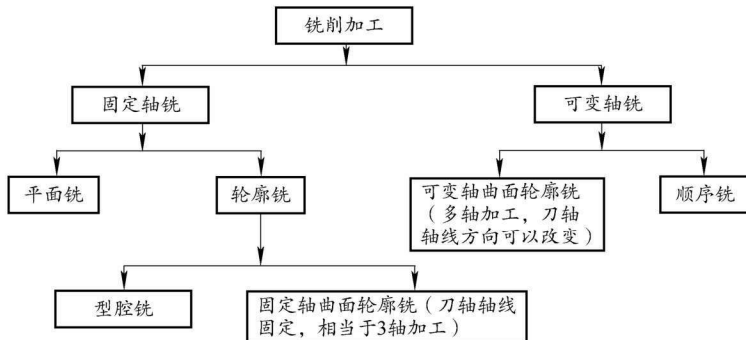 铣削加工
固定轴铣
可变轴铣
平面铣
轮廓铣
可变轴曲面轮廓铣
（多轴加工，刀轴
轴线方向可以改变）
顺序铣
型腔铣
固定轴曲面轮廓铣（刀轴轴线
固定，相当于3轴加工）